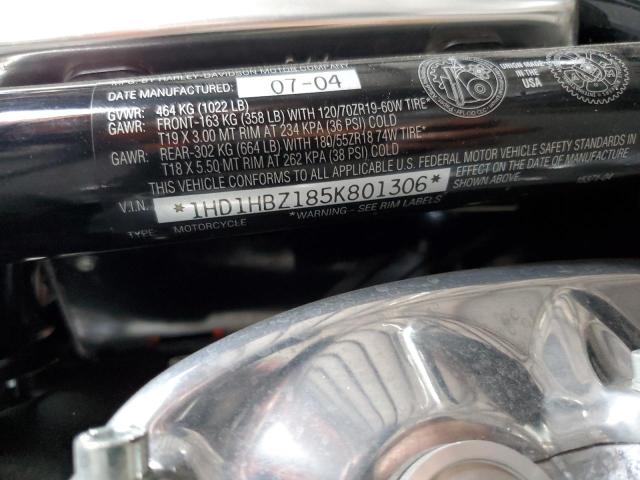 MFG. BY HARLEY-DAVIDSON MOTOR COMPANY
DATE MANUFACTURED: 07-04
GVWR: 464 KG (1022 LB)
GAWR: FRONT-163 KG (358 LB) WITH 120/70ZR19-60W TIRE*
T19 X 3.00 MT RIM AT 234 KPA (36 PSI) COLD
GAWR: REAR-302 KG (664 LB) WITH 180/55ZR18 74W TIRE*
T18 X 5.50 MT RIM AT 262 KPA (38 PSI) COLD
THIS VEHICLE CONFORMS TO ALL APPLICABLE U.S. FEDERAL MOTOR VEHICLE SAFETY STANDARDS IN
EFFECT ON THE DATE OF MANUFACTURE
SHOWN ABOVE.
V.I.N. *1HD1HBZ185K801306*
TYPE: MOTORCYCLE *WARNING - SEE RIM LABELS
ORIGIN MADE IN
THE USA